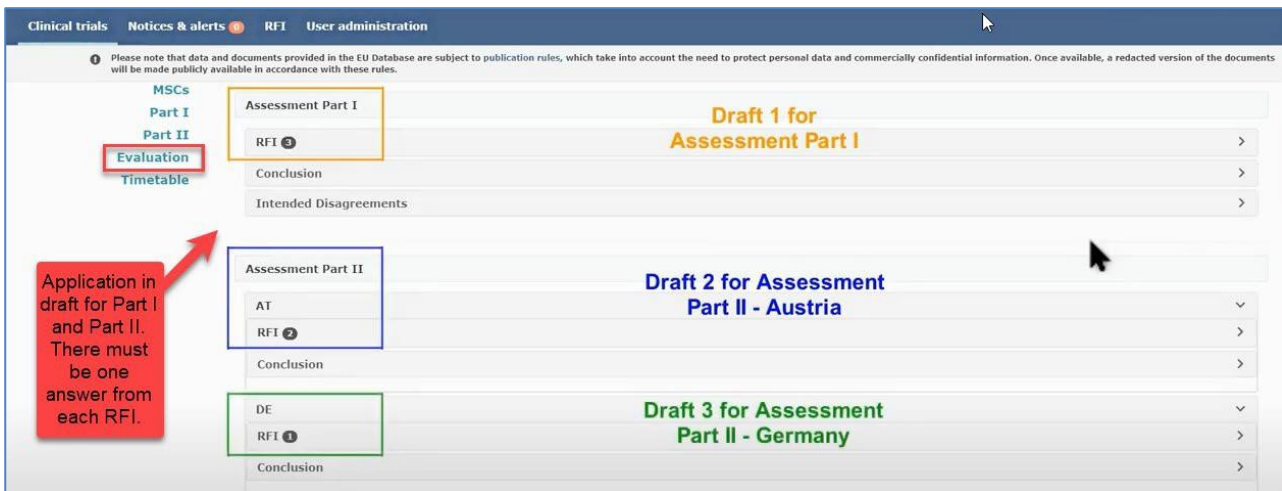 Clinical trials Notices & alerts 0 RFI User administration
Please note that data and documents provided in the EU Database are subject to publication rules, which take into account the need to protect personal data and commercially confidential information. Once available, a redacted version of the documents
will be made publicly available in accordance with these rules.
MSCs
Part I
Part II
Evaluation
Timetable
Application in
draft for Part I
and Part II.
There must
be one
answer from
each RFI.
Assessment Part I
RFI 3
Conclusion
Intended Disagreements
Draft 1 for
Assessment Part I
Assessment Part II
AT
RFI 2
Conclusion
Draft 2 for Assessment
Part II - Austria
DE
RFI 1
Conclusion
Draft 3 for Assessment
Part II - Germany